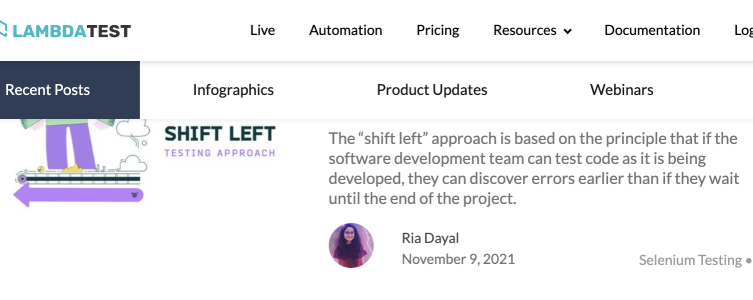 LAMBDATEST
Live Automation Pricing Resources Documentation Log
Recent Posts Infographics Product Updates Webinars
SHIFT LEFT
TESTING APPROACH
The “shift left” approach is based on the principle that if the
software development team can test code as it is being
developed, they can discover errors earlier than if they wait
until the end of the project.
Ria Dayal
November 9, 2021
Selenium Testing •